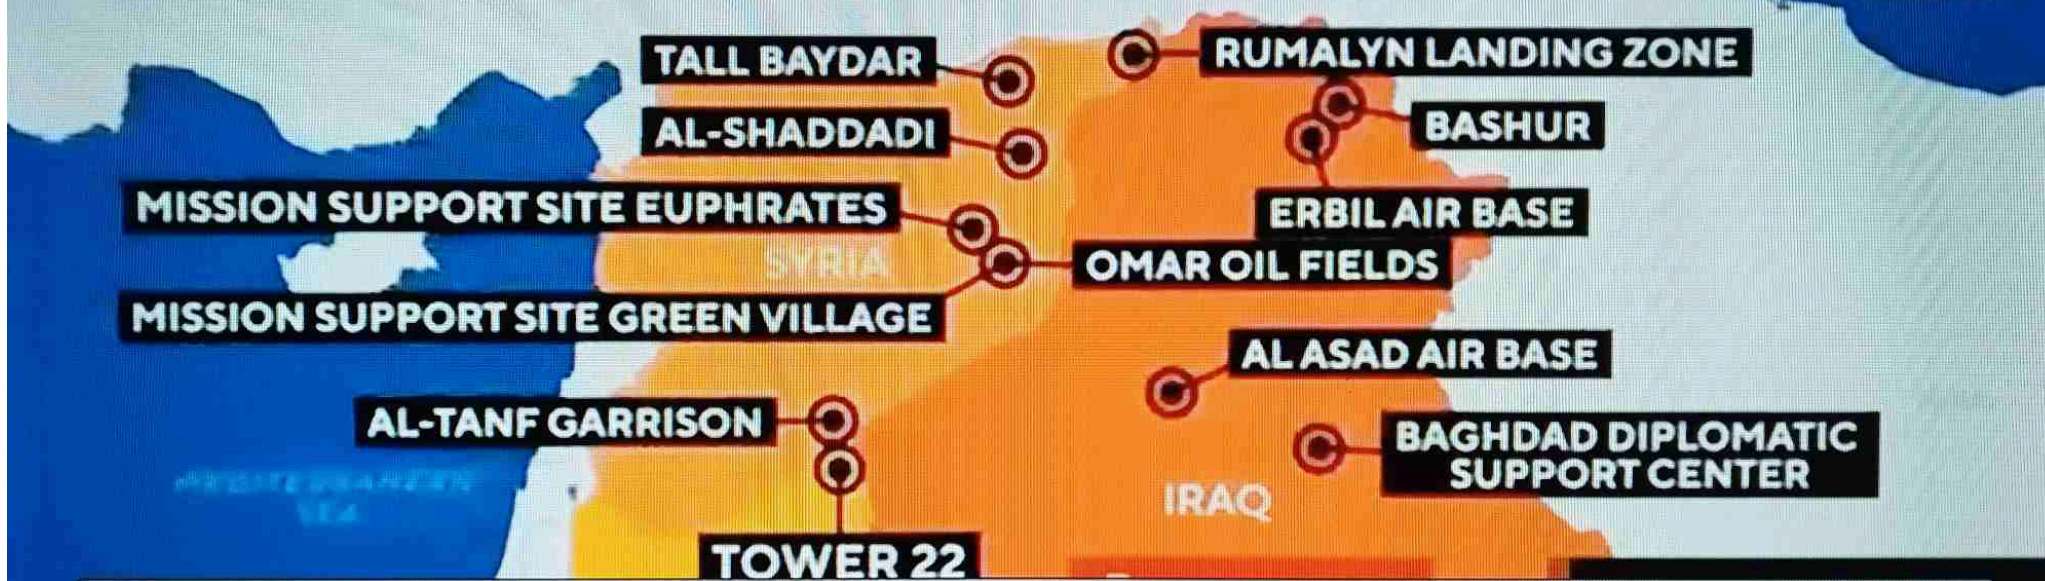 TALL BAYDAR
RUMALYN LANDING ZONE
AL-SHADDADI
BASHUR
MISSION SUPPORT SITE EUPHRATES
ERBIL AIR BASE
SYRIA
OMAR OIL FIELDS
MISSION SUPPORT SITE GREEN VILLAGE
AL ASAD AIR BASE
AL-TANF GARRISON
BAGHDAD DIPLOMATIC
SUPPORT CENTER
MEDITERRANEAN
SEA
IRAQ
TOWER 22